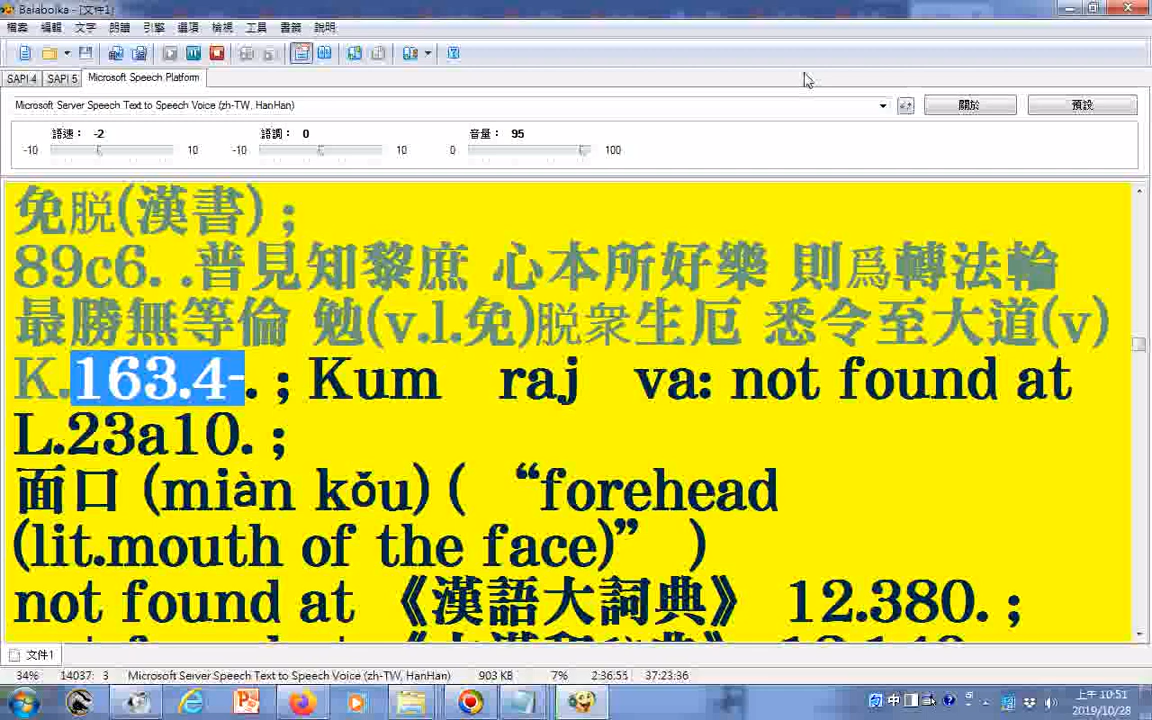 Balabolka - [文件1]
檔案 編輯 文字 朗讀 引擎 選項 檢視 工具 書籤 說明
SAPI 4 SAPI 5 Microsoft Speech Platform
Microsoft Server Speech Text to Speech Voice (zh-TW, HanHan) 關於 預設
語速： -2 語調： 0 音量： 95
-10 10 -10 10 0 100
免脱(漢書)；
89c6. .普見知黎庶 心本所好樂 則爲轉法輪
最勝無等倫 勉(v.l.免)脱衆生厄 悉令至大道(v)
K.163.4-. ; Kum raj va: not found at
L.23a10. ;
面口 (miàn kǒu) ( “forehead
(lit.mouth of the face)” )
not found at 《漢語大詞典》 12.380. ;
文件1
34% 14037: 3 Microsoft Server Speech Text to Speech Voice (zh-TW, HanHan) 903 KB 7% 2:36:55 37:23:36
中 上午 10:51
2019/10/28